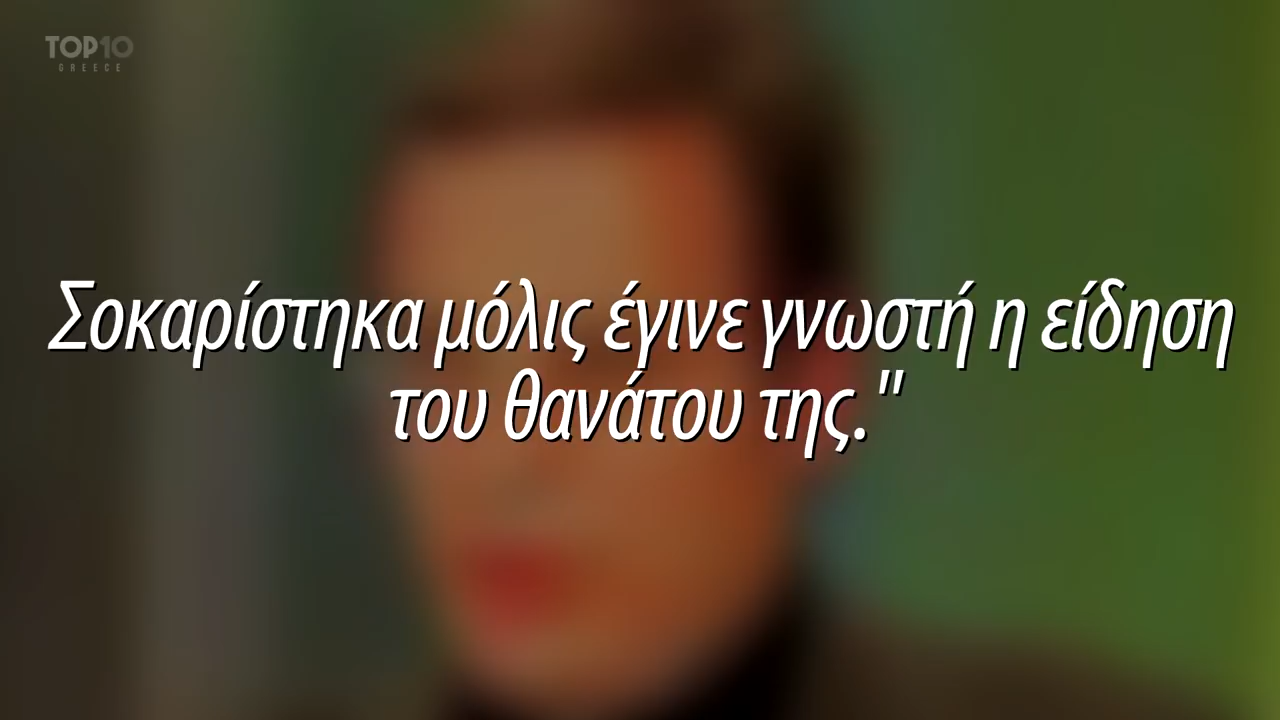 TOP10
GREECE
Σοκαρίστηκα μόλις έγινε γνωστή η είδηση
του θανάτου της."